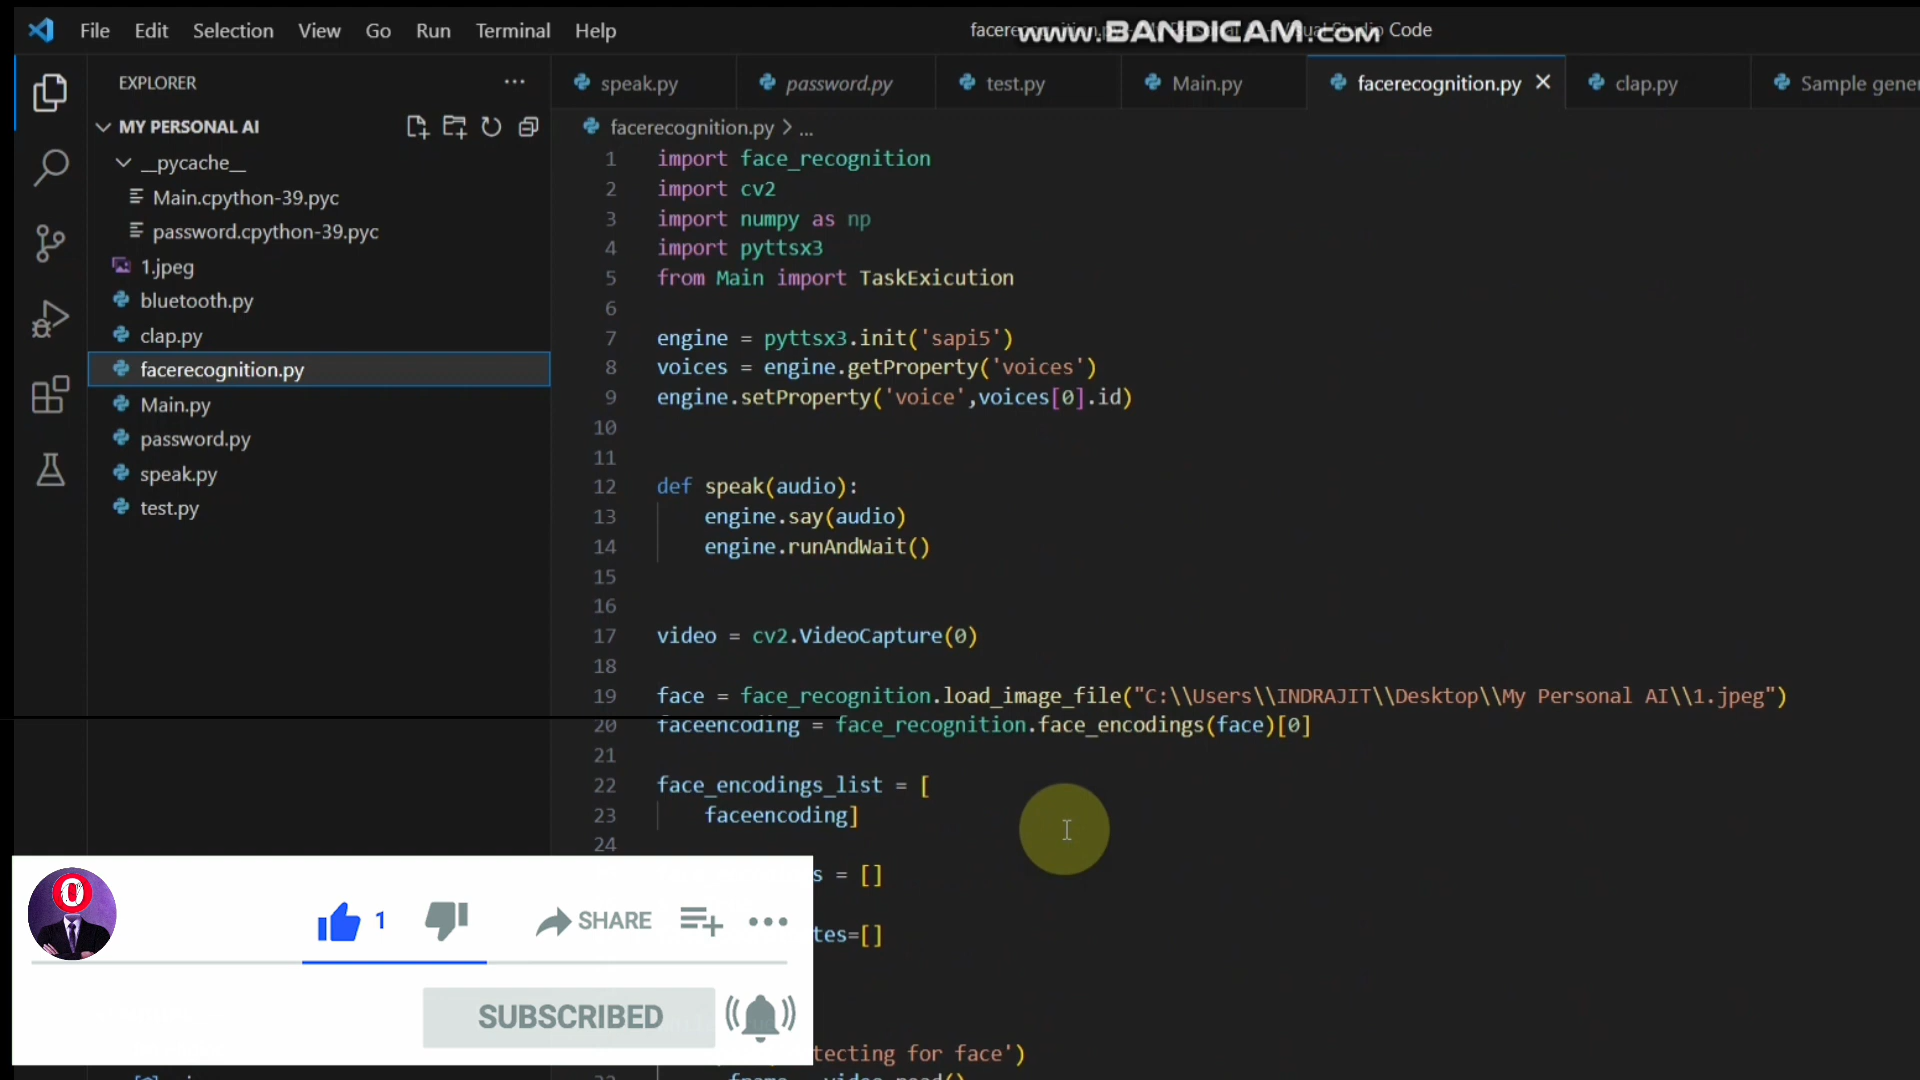 File Edit Selection View Go Run Terminal Help
www.BANDICAM.com
Code
EXPLORER
speak.py
password.py
test.py
Main.py
facerecognition.py
clap.py
Sample gener
MY PERSONAL AI
facerecognition.py > ...
__pycache__
Main.cpython-39.pyc
password.cpython-39.pyc
1.jpeg
bluetooth.py
clap.py
facerecognition.py
Main.py
password.py
speak.py
test.py
1 import face_recognition
2 import cv2
3 import numpy as np
4 import pyttsx3
5 from Main import TaskExicution
6
7 engine = pyttsx3.init('sapi5')
8 voices = engine.getProperty('voices')
9 engine.setProperty('voice',voices[0].id)
10
11
12 def speak(audio):
13 engine.say(audio)
14 engine.runAndWait()
15
16
17 video = cv2.VideoCapture(0)
18
19 face = face_recognition.load_image_file("C:\\Users\\INDRAJIT\\Desktop\\My Personal AI\\1.jpeg")
20 faceencoding = face_recognition.face_encodings(face)[0]
21
22 face_encodings_list = [
23 faceencoding]
24
s = []
tes=[]
tecting for face')
1 SHARE
SUBSCRIBED